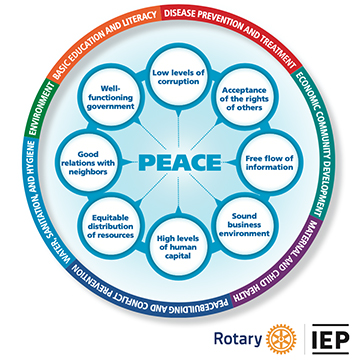 BASIC EDUCATION AND LITERACY
DISEASE PREVENTION AND TREATMENT
ECONOMIC COMMUNITY DEVELOPMENT
MATERNAL AND CHILD HEALTH
PEACEBUILDING AND CONFLICT PREVENTION
WATER, SANITATION, AND HYGIENE
ENVIRONMENT
Low levels of
corruption
Acceptance
of the rights
of others
Free flow of
information
Sound
business
environment
High levels
of human
capital
Equitable
distribution
of resources
Good
relations with
neighbors
Well-
functioning
government
PEACE
Rotary
IEP